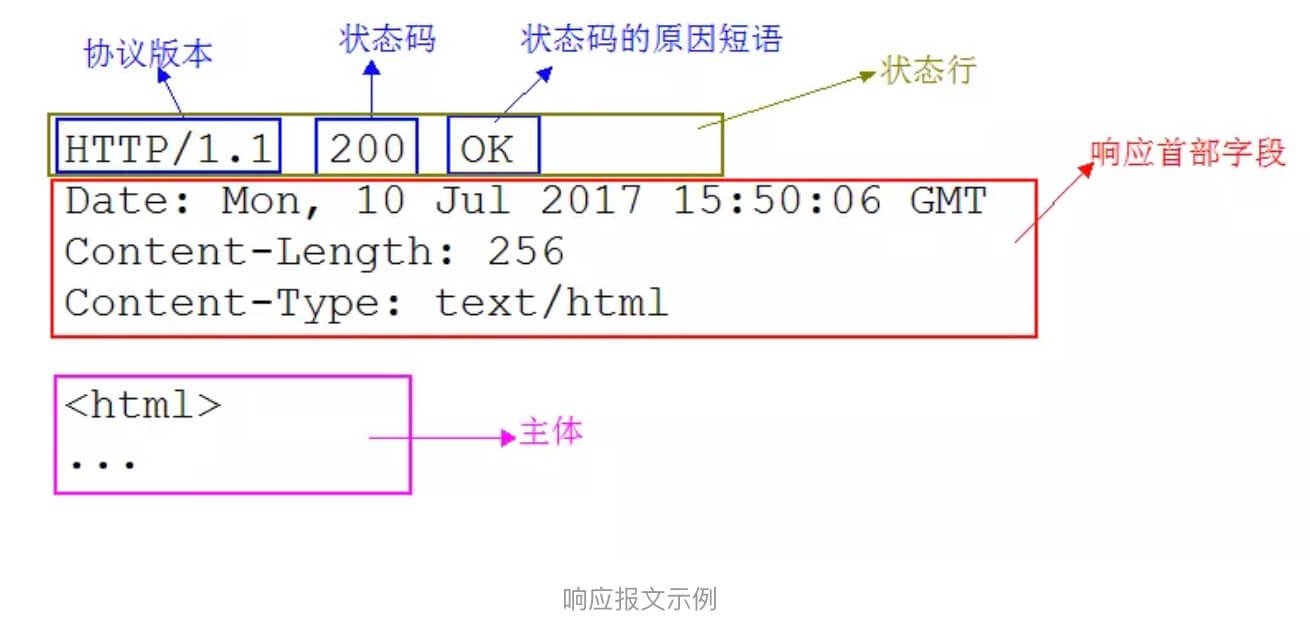 协议版本 状态码 状态码的原因短语
状态行
HTTP/1.1 200 OK
响应首部字段
Date: Mon, 10 Jul 2017 15:50:06 GMT
Content-Length: 256
Content-Type: text/html
<html>
主体
...
响应报文示例